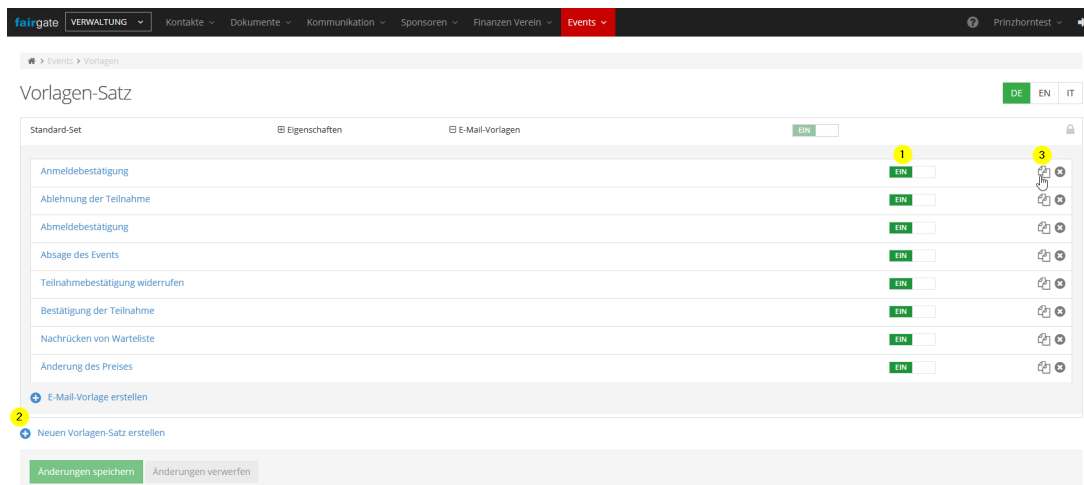 fairgate VERWALTUNG Kontakte Dokumente Kommunikation Sponsoren Finanzen Verein Events Prinzhorntest
Events Vorlagen
Vorlagen-Satz DE EN IT
Standard-Set Eigenschaften E-Mail-Vorlagen EIN
1 3
Anmeldebestätigung EIN
Ablehnung der Teilnahme EIN
Abmeldebestätigung EIN
Absage des Events EIN
Teilnahmebestätigung widerrufen EIN
Bestätigung der Teilnahme EIN
Nachrücken von Warteliste EIN
Änderung des Preises EIN
E-Mail-Vorlage erstellen
2
Neuen Vorlagen-Satz erstellen
Änderungen speichern Änderungen verwerfen